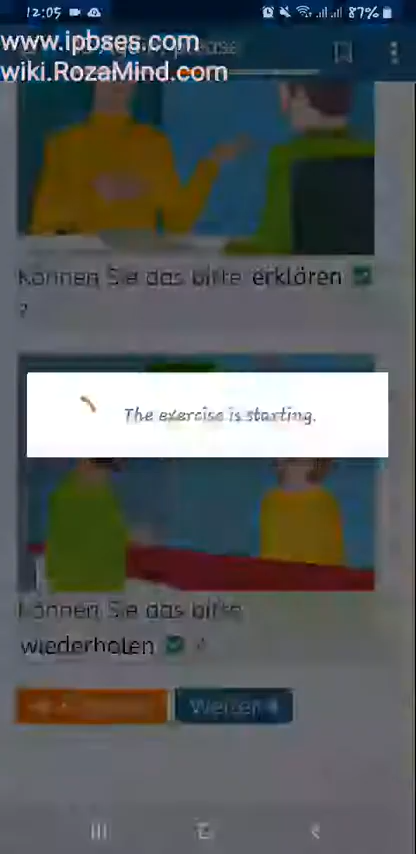 12:05
87%
www.ipbses.com
please
wiki.RozaMind.com
Können Sie das bitte erklären
?
The exercise is starting.
Können Sie das bitte
wiederholen ?
Weiter